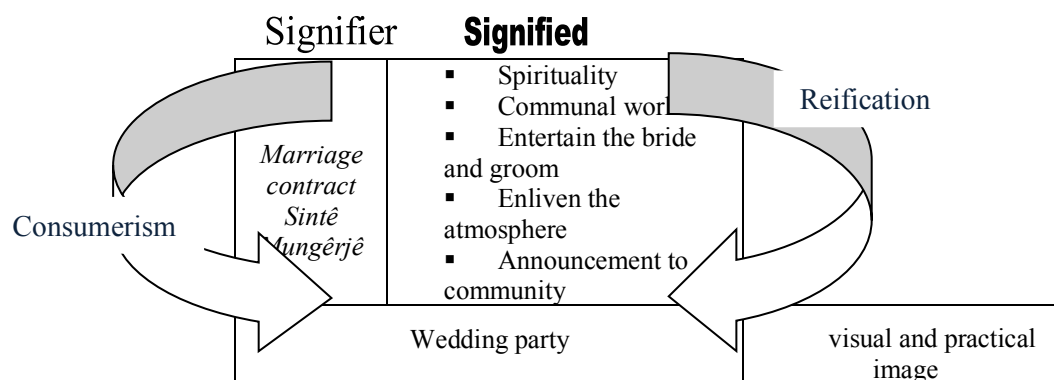 Signifier
Signified
▪ Spirituality
▪ Communal
▪ Entertain the bride
and groom
▪ Enliven the
atmosphere
▪ Announcement to
community
Reification
Marriage
contract
Sintê
Consumerism
Wedding party
visual and practical
image